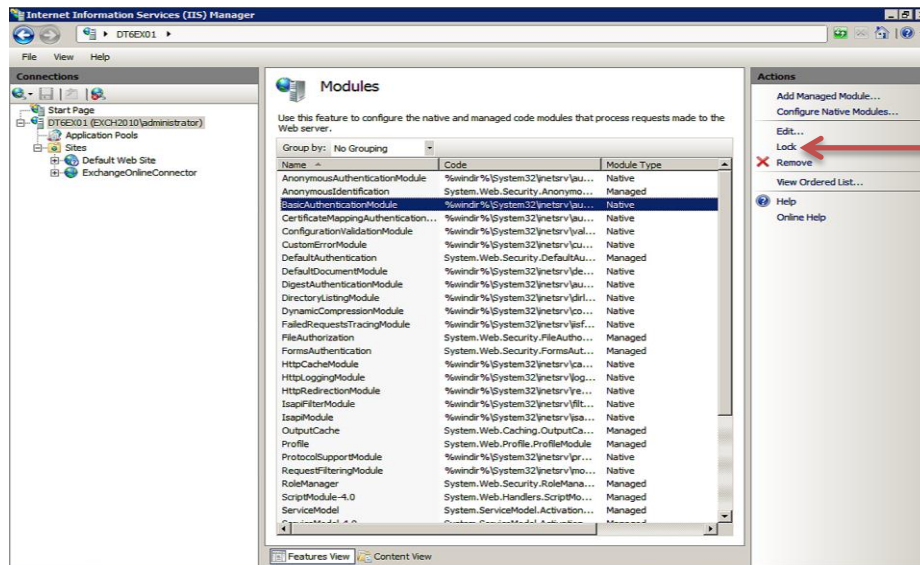 Internet Information Services (IIS) Manager
DT6EX01
File View Help
Connections
Start Page
DT6EX01 (EXCH2010\administrator)
Application Pools
Sites
Default Web Site
ExchangeOnlineConnector
Modules
Use this feature to configure the native and managed code modules that process requests made to the
Web server.
Group by: No Grouping
Name Code Module Type
AnonymousAuthenticationModule %windir%\System32\inetsrv\au... Native
AnonymousIdentification System.Web.Security.Anonymo... Managed
BasicAuthenticationModule %windir%\System32\inetsrv\au... Native
CertificateMappingAuthentication... %windir%\System32\inetsrv\au... Native
ConfigurationValidationModule %windir%\System32\inetsrv\val... Native
CustomErrorModule %windir%\System32\inetsrv\cu... Native
DefaultAuthentication System.Web.Security.DefaultAu... Managed
DefaultDocumentModule %windir%\System32\inetsrv\de... Native
DigestAuthenticationModule %windir%\System32\inetsrv\au... Native
DirectoryListingModule %windir%\System32\inetsrv\dirl... Native
DynamicCompressionModule %windir%\System32\inetsrv\co... Native
FailedRequestsTracingModule %windir%\System32\inetsrv\iisf... Native
FileAuthorization System.Web.Security.FileAutho... Managed
FormsAuthentication System.Web.Security.FormsAut... Managed
HttpCacheModule %windir%\System32\inetsrv\ca... Native
HttpLoggingModule %windir%\System32\inetsrv\log... Native
HttpRedirectionModule %windir%\System32\inetsrv\re... Native
IsapiFilterModule %windir%\System32\inetsrv\filt... Native
IsapiModule %windir%\System32\inetsrv\isa... Native
OutputCache System.Web.Caching.OutputCa... Managed
Profile System.Web.Profile.ProfileModule Managed
ProtocolSupportModule %windir%\System32\inetsrv\pr... Native
RequestFilteringModule %windir%\System32\inetsrv\mo... Native
RoleManager System.Web.Security.RoleMana... Managed
ScriptModule-4.0 System.Web.Handlers.ScriptMo... Managed
ServiceModel System.ServiceModel.Activation... Managed
Features View Content View
Actions
Add Managed Module...
Configure Native Modules...
Edit...
Lock
Remove
View Ordered List...
Help
Online Help